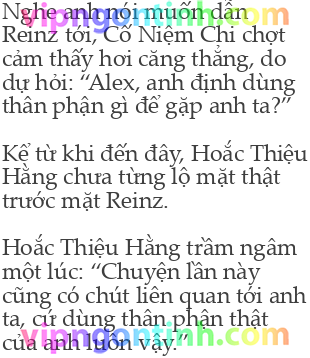 Nghe anh nói muốn dẫn
Reinz tới, Cố Niệm Chi chợt
cảm thấy hơi căng thẳng, do
dự hỏi: “Alex, anh định dùng
thân phận gì để gặp anh ta?”
Kể từ khi đến đây, Hoắc Thiệu
Hằng chưa từng lộ mặt thật
trước mặt Reinz.
Hoắc Thiệu Hằng trầm ngâm
một lúc: “Chuyện lần này
cũng có chút liên quan tới anh
ta, cứ dùng thân phận thật
của anh luôn vậy.”
vipngontinh.com
vipngontinh.com